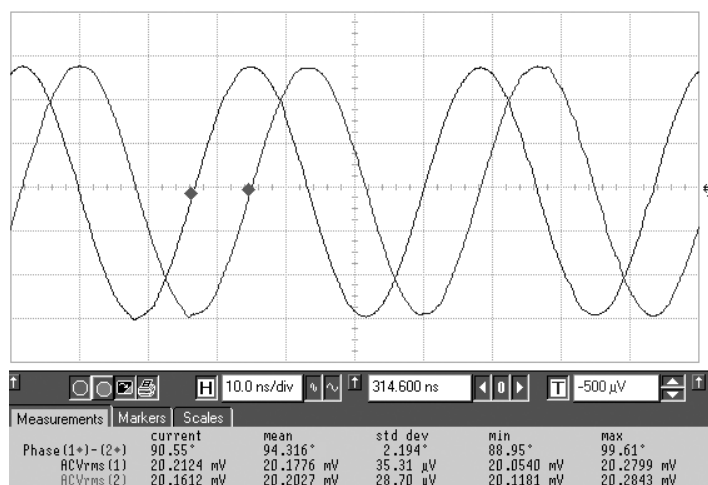 H 10.0 ns/div 314.600 ns 0 T -500 μV
Measurements Markers Scales
current mean std dev min max
Phase(1↑)-(2↑) 90.55° 94.316° 2.194° 88.95° 99.61°
ACVrms(1) 20.2124 mV 20.1776 mV 35.31 μV 20.0540 mV 20.2799 mV
ACVrms(2) 20.1612 mV 20.2027 mV 28.70 μV 20.1181 mV 20.2843 mV